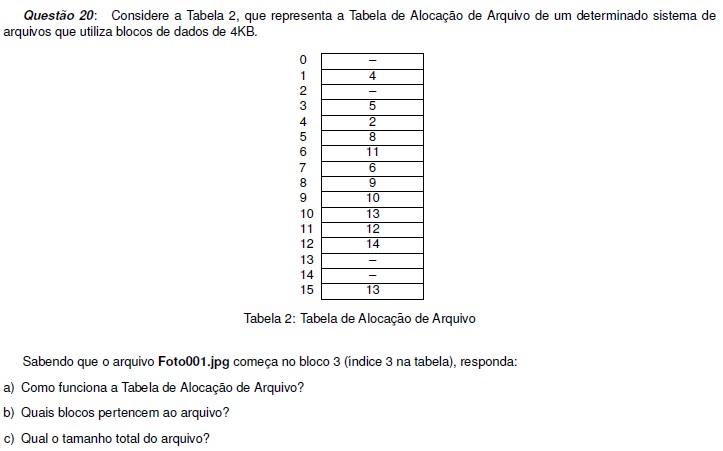 Questão 20: Considere a Tabela 2, que representa a Tabela de Alocação de Arquivo de um determinado sistema de
arquivos que utiliza blocos de dados de 4KB.
0 –
1 4
2 –
3 5
4 2
5 8
6 11
7 6
8 9
9 10
10 13
11 12
12 14
13 –
14 –
15 13
Tabela 2: Tabela de Alocação de Arquivo
Sabendo que o arquivo Foto001.jpg começa no bloco 3 (índice 3 na tabela), responda:
a) Como funciona a Tabela de Alocação de Arquivo?
b) Quais blocos pertencem ao arquivo?
c) Qual o tamanho total do arquivo?